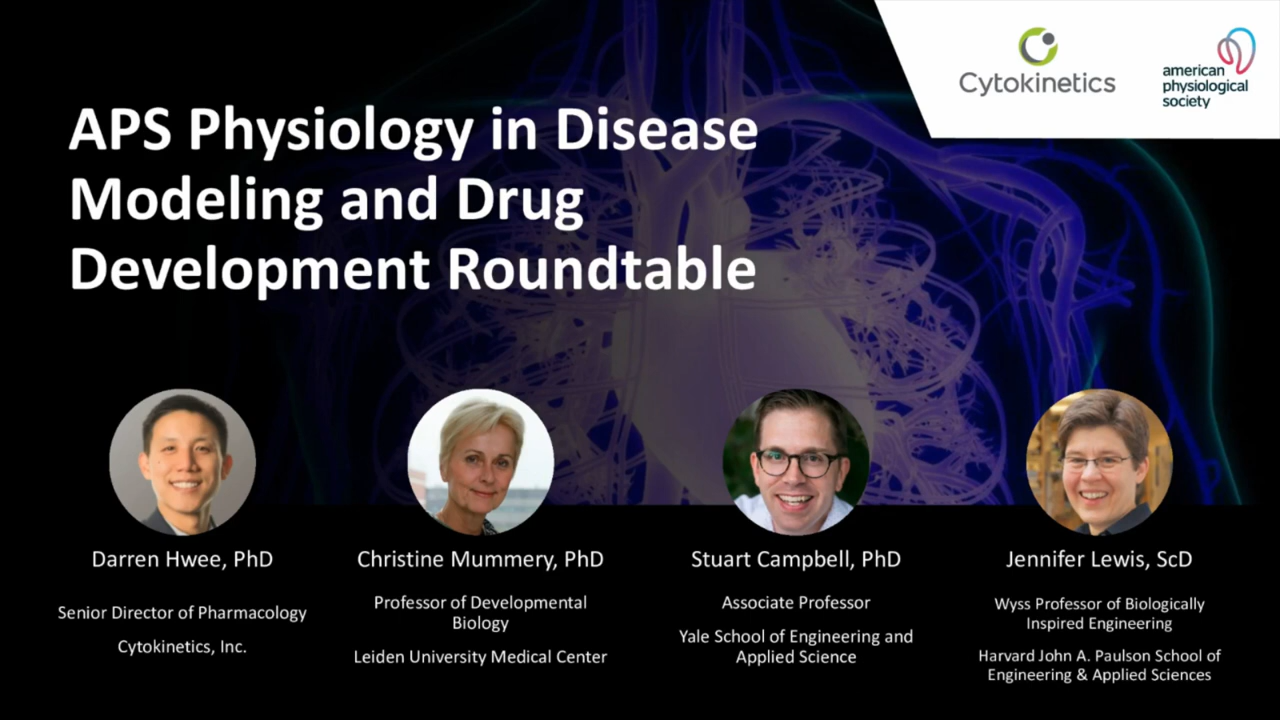 Cytokinetics
american
physiological
society
APS Physiology in Disease
Modeling and Drug
Development Roundtable
Darren Hwee, PhD
Senior Director of Pharmacology
Cytokinetics, Inc.
Christine Mummery, PhD
Professor of Developmental
Biology
Leiden University Medical Center
Stuart Campbell, PhD
Associate Professor
Yale School of Engineering and
Applied Science
Jennifer Lewis, ScD
Wyss Professor of Biologically
Inspired Engineering
Harvard John A. Paulson School of
Engineering & Applied Sciences